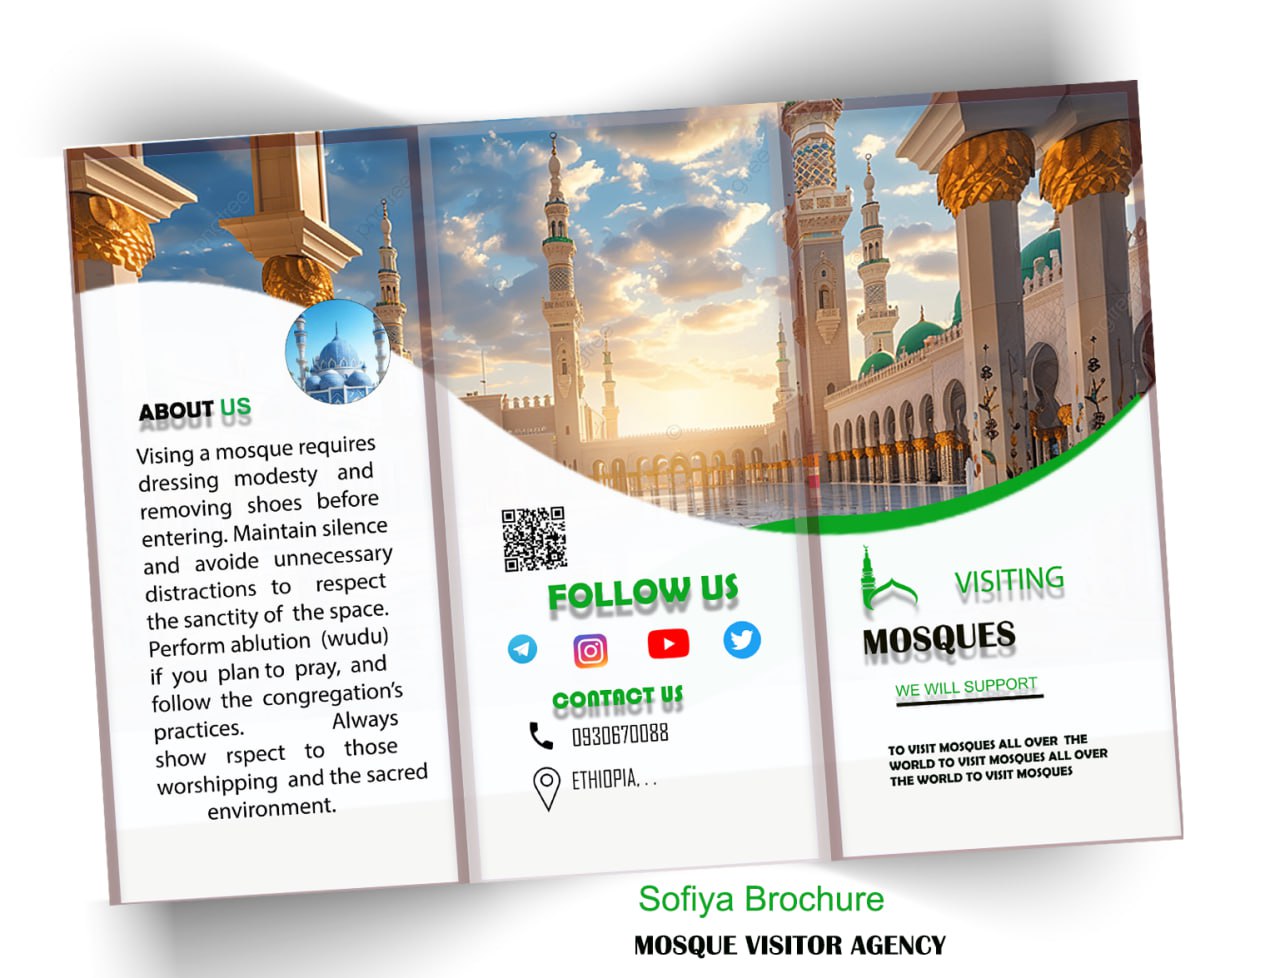 ABOUT US
Vising a mosque requires
dressing modesty and
removing shoes before
entering. Maintain silence
and avoide unnecessary
distractions to respect
the sanctity of the space.
Perform ablution (wudu)
if you plan to pray, and
follow the congregation's
practices. Always
show rspect to those
worshipping and the sacred
environment.
FOLLOW US
CONTACT US
0930670088
ETHIOPIA, . .
VISITING
MOSQUES
WE WILL SUPPORT
TO VISIT MOSQUES ALL OVER THE
WORLD TO VISIT MOSQUES ALL OVER
THE WORLD TO VISIT MOSQUES
Sofiya Brochure
MOSQUE VISITOR AGENCY